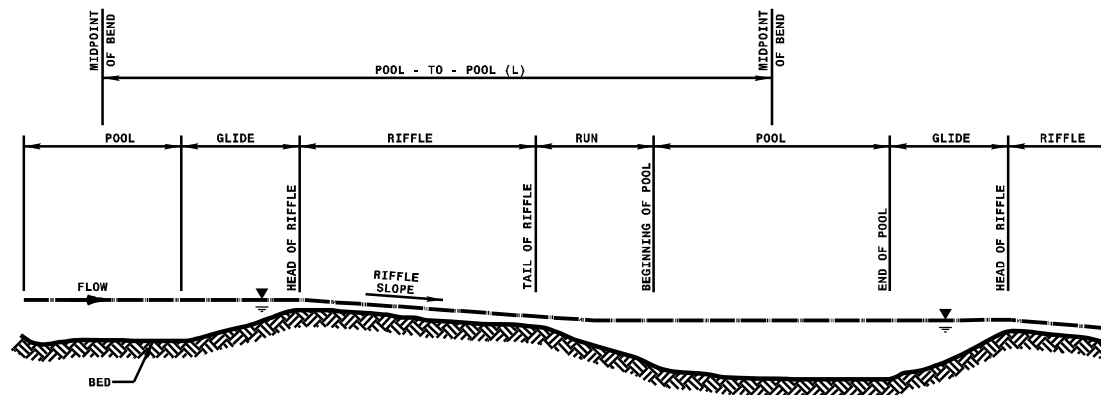 MIDPOINT
OF BEND
MIDPOINT
OF BEND
POOL - TO - POOL (L)
POOL
GLIDE
RIFFLE
RUN
POOL
GLIDE
RIFFLE
HEAD OF RIFFLE
TAIL OF RIFFLE
BEGINNING OF POOL
END OF POOL
HEAD OF RIFFLE
FLOW
RIFFLE
SLOPE
BED